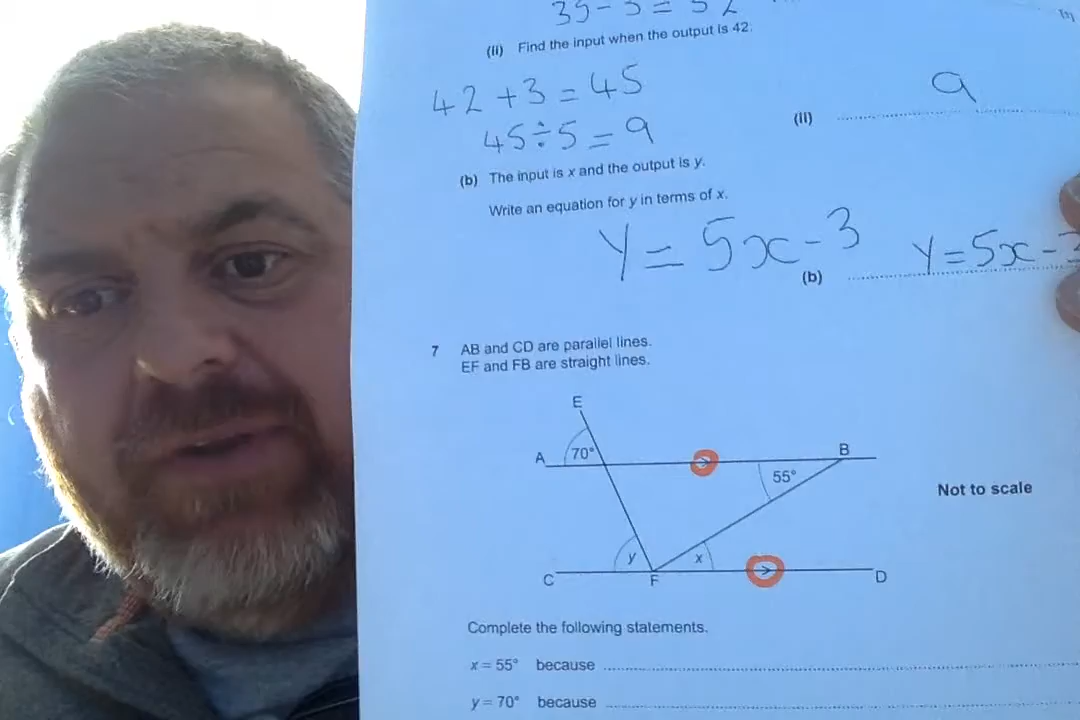 39 - 3 =
(ii) Find the input when the output is 42.
42 + 3 = 45
45 ÷ 5 = 9
(ii) 9
(b) The input is x and the output is y.
Write an equation for y in terms of x.
Y = 5x - 3
(b) Y = 5x - 3
7 AB and CD are parallel lines.
EF and FB are straight lines.
E
A 70° B
55°
Not to scale
y x
C F D
Complete the following statements.
x = 55° because
y = 70° because